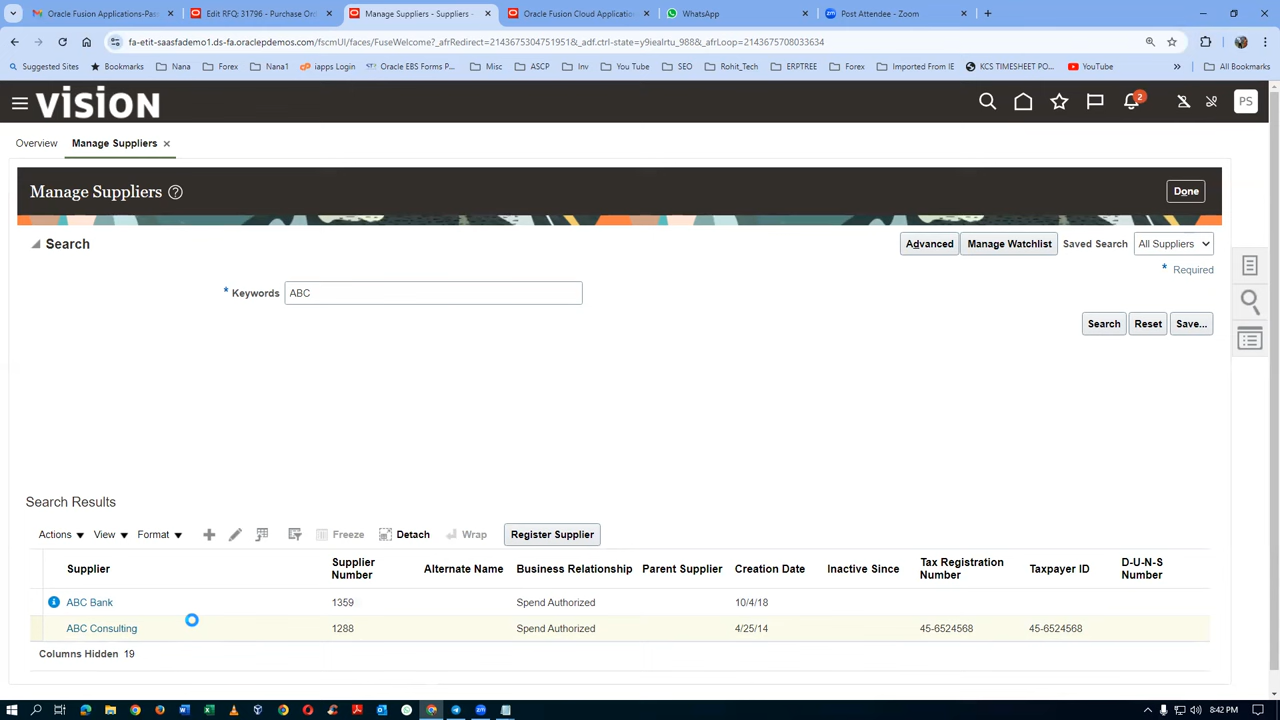 Oracle Fusion Applications-Pas
Edit RFQ: 31796 - Purchase Ord
Manage Suppliers - Suppliers -
Oracle Fusion Cloud Application
WhatsApp
Post Attendee - Zoom
fa-etit-saasfademo1.ds-fa.oraclepdemos.com/fscmUI/faces/FuseWelcome?_afrRedirect=2143675304751951&_adf.ctrl-state=y9iealrtu_988&_afrLoop=2143675708033634
Suggested Sites
Bookmarks
Nana
Forex
Nana1
iapps Login
Oracle EBS Forms P...
Misc
ASCP
Inv
You Tube
SEO
Rohit_Tech
ERPTREE
Forex
Imported From IE
KCS TIMESHEET PO...
YouTube
»
All Bookmarks
VISION
2
PS
Overview
Manage Suppliers
Manage Suppliers
Done
Search
Advanced
Manage Watchlist
Saved Search
All Suppliers
* Required
* Keywords
ABC
Search
Reset
Save...
Search Results
Actions
View
Format
Freeze
Detach
Wrap
Register Supplier
Supplier
Supplier Number
Alternate Name
Business Relationship
Parent Supplier
Creation Date
Inactive Since
Tax Registration Number
Taxpayer ID
D-U-N-S Number
ABC Bank 1359 Spend Authorized 10/4/18
ABC Consulting 1288 Spend Authorized 4/25/14 45-6524568 45-6524568
Columns Hidden 19
8:42 PM